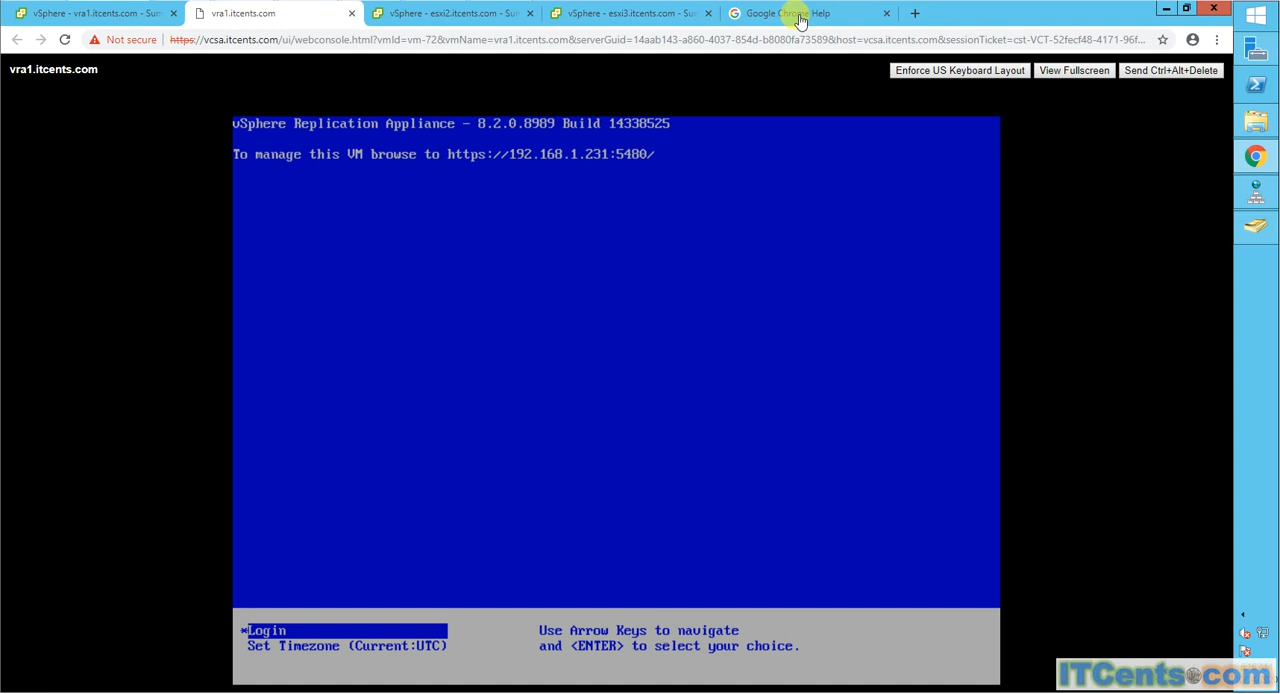 vSphere - vra1.itcents.com - Sum
vra1.itcents.com
vSphere - esxi2.itcents.com - Sum
vSphere - esxi3.itcents.com - Sum
Google Chrome Help
Not secure
https://vcsa.itcents.com/ui/webconsole.html?vmId=vm-72&vmName=vra1.itcents.com&serverGuid=14aab143-a860-4037-854d-b8080fa73589&host=vcsa.itcents.com&sessionTicket=cst-VCT-52fecf48-4171-96f...
vra1.itcents.com
Enforce US Keyboard Layout
View Fullscreen
Send Ctrl+Alt+Delete
vSphere Replication Appliance - 8.2.0.8989 Build 14338525
To manage this VM browse to https://192.168.1.231:5480/
*Login
Use Arrow Keys to navigate
Set Timezone (Current:UTC)
and <ENTER> to select your choice.
ITCents.com